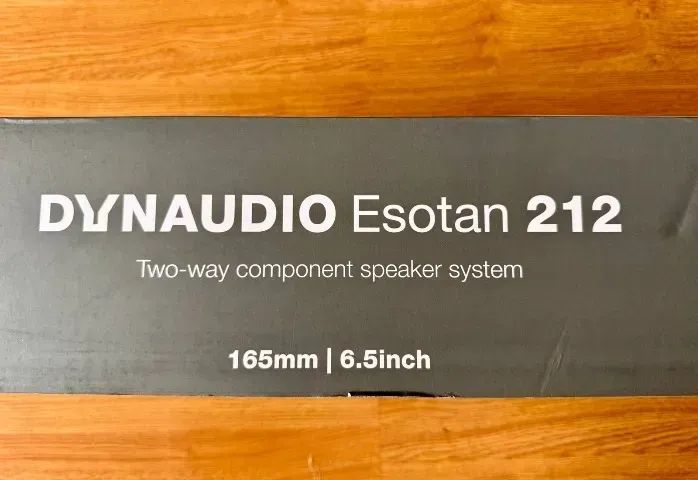 DYNAUDIO Esotan 212
Two-way component speaker system
165mm | 6.5inch